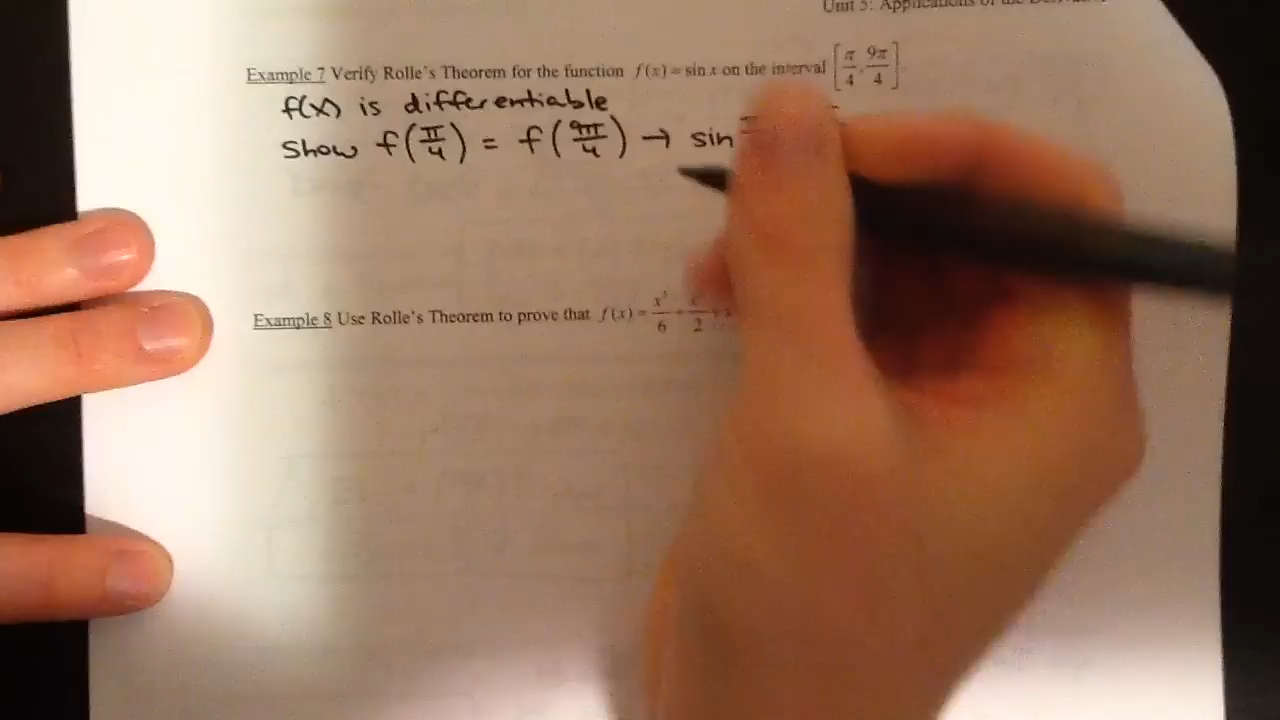 Unit 5: Applications of the
Example 7 Verify Rolle's Theorem for the function f(x) = sin x on the interval [π/4, 9π/4]
f(x) is differentiable
Show f(π/4) = f(9π/4) → sin
Example 8 Use Rolle's Theorem to prove that f(x) = x³/6 +